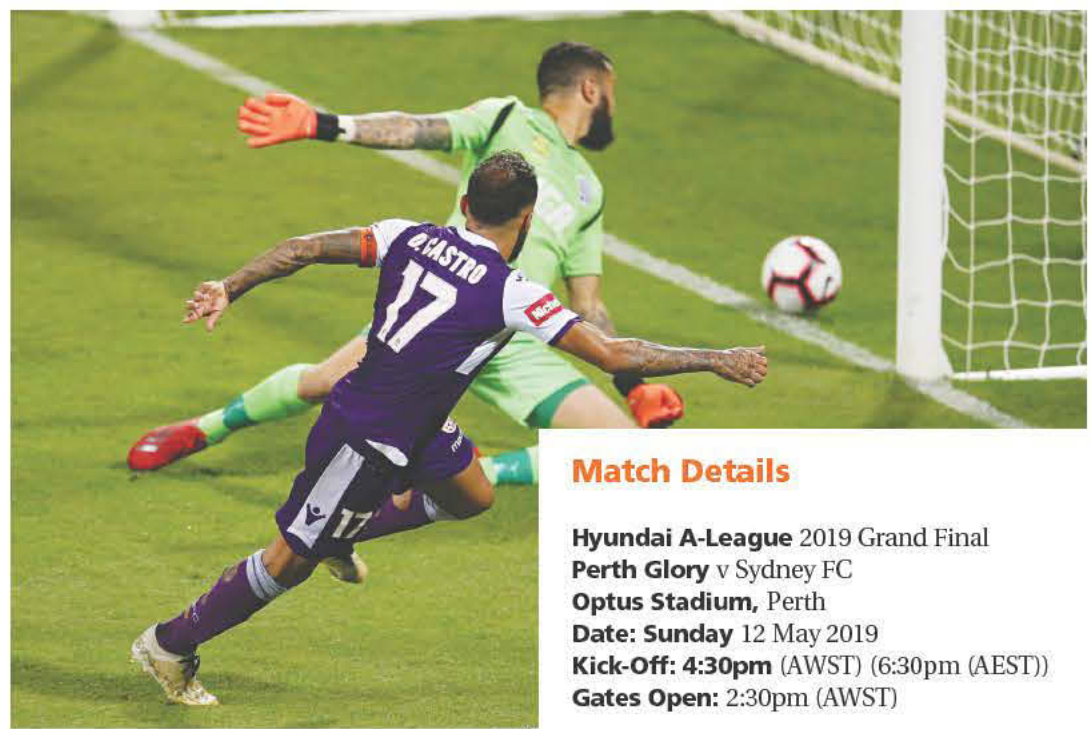 D. CASTRO
17
17
Match Details
Hyundai A-League 2019 Grand Final
Perth Glory v Sydney FC
Optus Stadium, Perth
Date: Sunday 12 May 2019
Kick-Off: 4:30pm (AWST) (6:30pm (AEST))
Gates Open: 2:30pm (AWST)